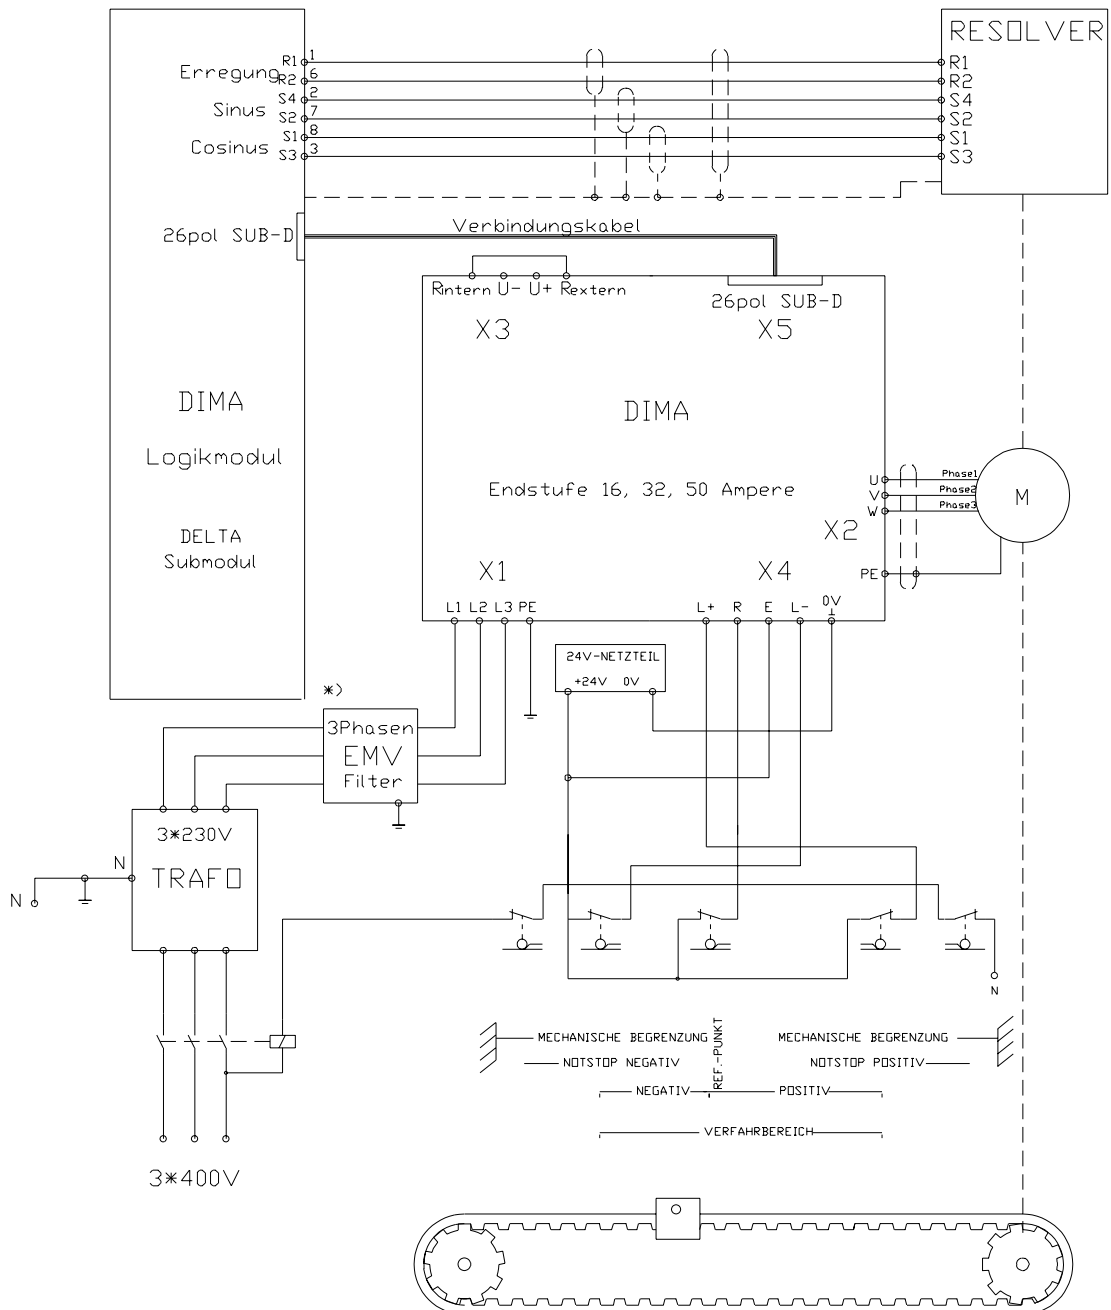 RESOLVER
Erregung R1 1
R2 6
S4 2
Sinus S2 7
S1 8
Cosinus S3 3
R1
R2
S4
S2
S1
S3
26pol SUB-D
Verbindungskabel
Rintern U- U+ Rextern
26pol SUB-D
X3
X5
DIMA
Logikmodul
DELTA
Submodul
DIMA
Endstufe 16, 32, 50 Ampere
U Phase1
V Phase2
W Phase3
M
X2
PE
X1
X4
L1 L2 L3 PE
L+ R E L- 0V
24V-NETZTEIL
+24V 0V
*)
3Phasen
EMV
Filter
3*230V
TRAFO
N
N
N
MECHANISCHE BEGRENZUNG
MECHANISCHE BEGRENZUNG
NOTSTOP NEGATIV
NOTSTOP POSITIV
REF.-PUNKT
NEGATIV
POSITIV
VERFAHRBEREICH
3*400V